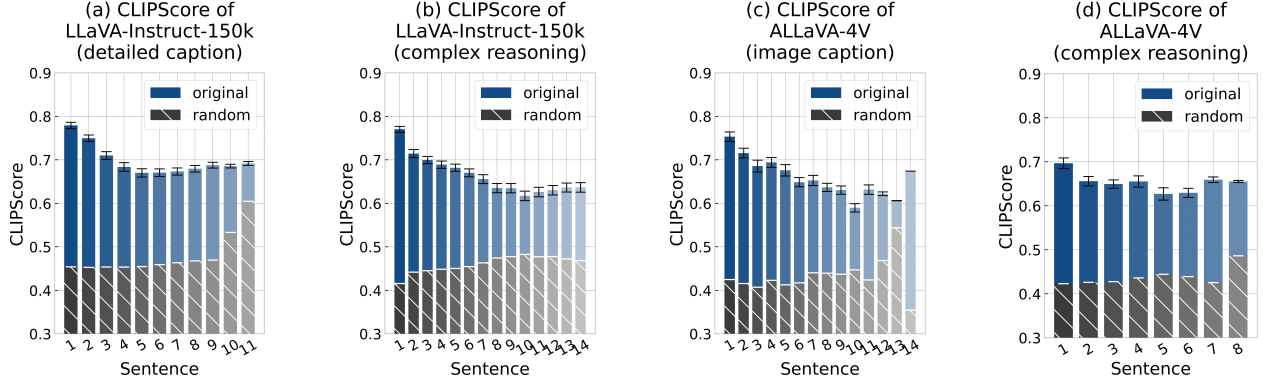 (a) CLIPScore of
LLaVA-Instruct-150k
(detailed caption)
0.9
0.8
0.7
0.6
0.5
0.4
0.3
CLIPScore
original
random
1 2 3 4 5 6 7 8 9 10 11
Sentence
(b) CLIPScore of
LLaVA-Instruct-150k
(complex reasoning)
0.9
0.8
0.7
0.6
0.5
0.4
0.3
CLIPScore
original
random
1 2 3 4 5 6 7 8 9 10 11 12 13 14
Sentence
(c) CLIPScore of
ALLaVA-4V
(image caption)
0.9
0.8
0.7
0.6
0.5
0.4
0.3
CLIPScore
original
random
1 2 3 4 5 6 7 8 9 10 11 12 13 14
Sentence
(d) CLIPScore of
ALLaVA-4V
(complex reasoning)
0.9
0.8
0.7
0.6
0.5
0.4
0.3
CLIPScore
original
random
1 2 3 4 5 6 7 8
Sentence